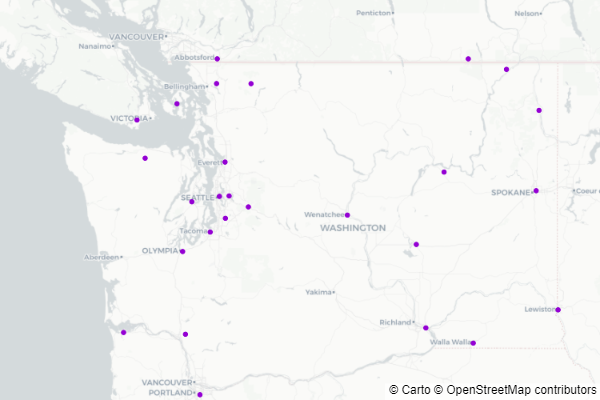 Penticton
Nelson
VANCOUVER
Nanaimo
Abbotsford
Bellingham
VICTORIA
Everett
SPOKANE
Coeur d
SEATTLE
Wenatchee
WASHINGTON
Tacoma
OLYMPIA
Aberdeen
Yakima
Lewiston
Richland
Walla Walla
VANCOUVER
PORTLAND
© Carto © OpenStreetMap contributors